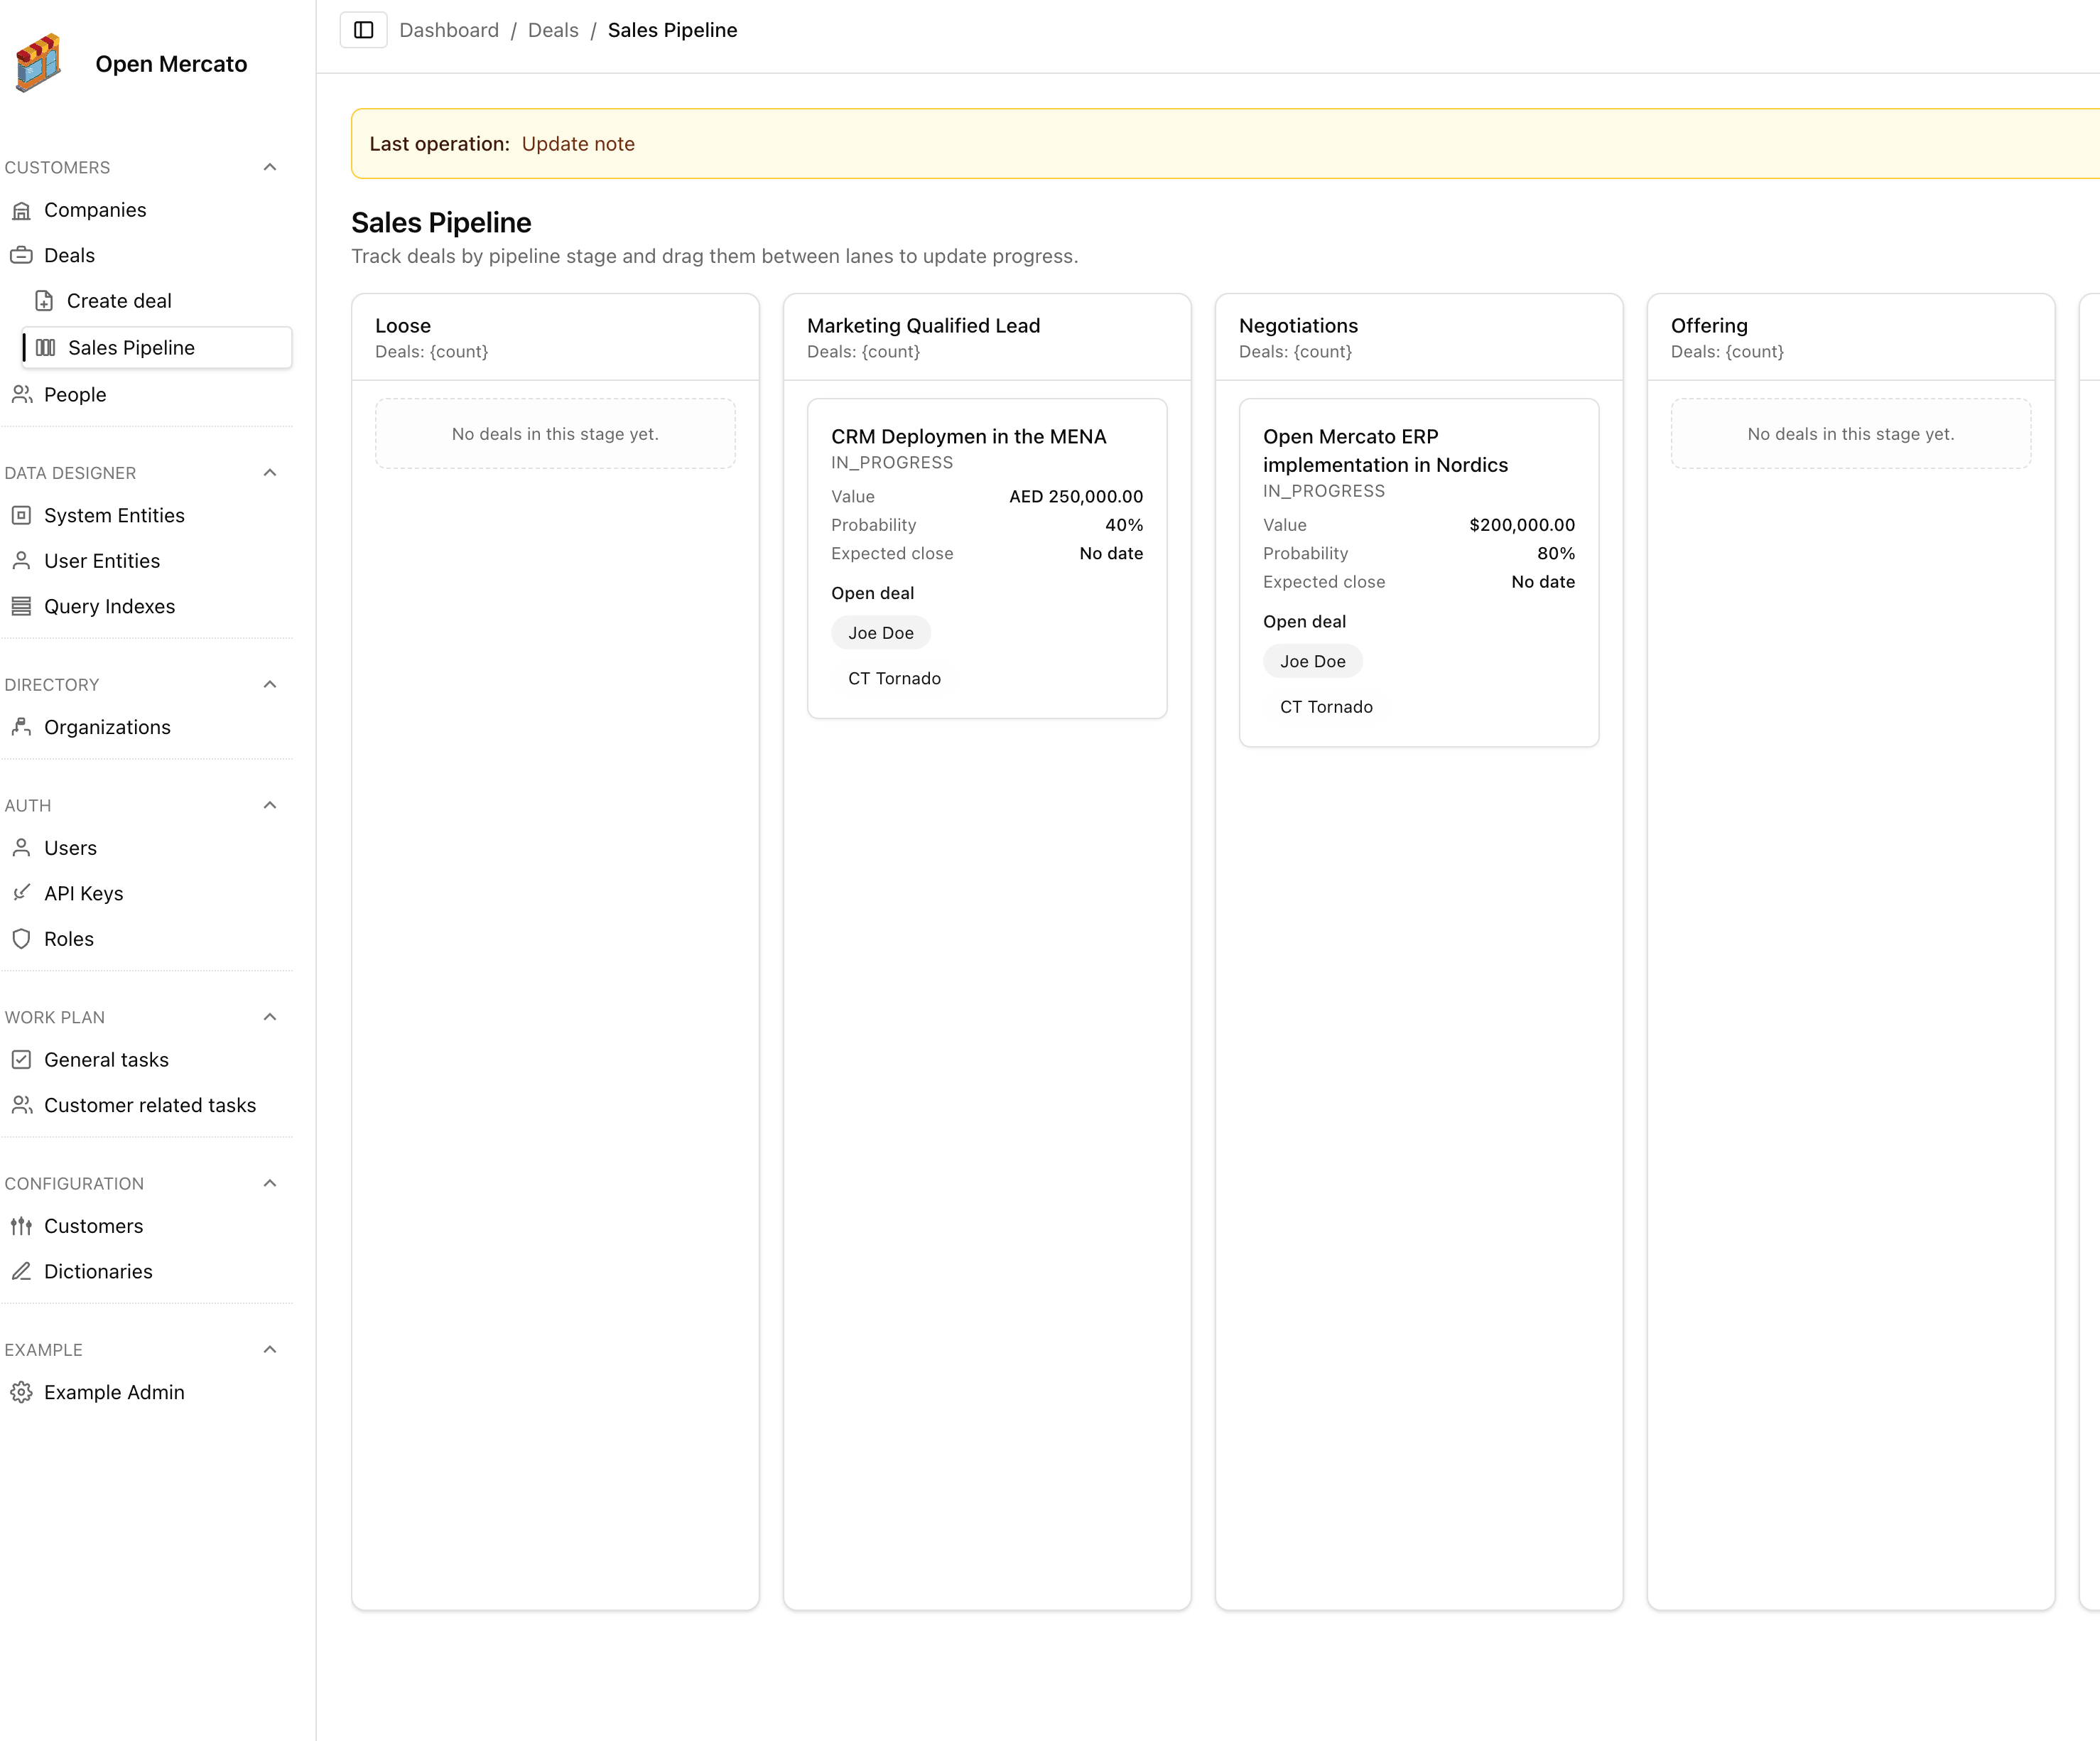 Open Mercato
CUSTOMERS
Companies
Deals
Create deal
Sales Pipeline
People
DATA DESIGNER
System Entities
User Entities
Query Indexes
DIRECTORY
Organizations
AUTH
Users
API Keys
Roles
WORK PLAN
General tasks
Customer related tasks
CONFIGURATION
Customers
Dictionaries
EXAMPLE
Example Admin
Dashboard / Deals / Sales Pipeline
Last operation: Update note
Sales Pipeline
Track deals by pipeline stage and drag them between lanes to update progress.
Loose
Deals: {count}
No deals in this stage yet.
Marketing Qualified Lead
Deals: {count}
CRM Deploymen in the MENA
IN_PROGRESS
Value AED 250,000.00
Probability 40%
Expected close No date
Open deal
Joe Doe
CT Tornado
Negotiations
Deals: {count}
Open Mercato ERP
implementation in Nordics
IN_PROGRESS
Value $200,000.00
Probability 80%
Expected close No date
Open deal
Joe Doe
CT Tornado
Offering
Deals: {count}
No deals in this stage yet.